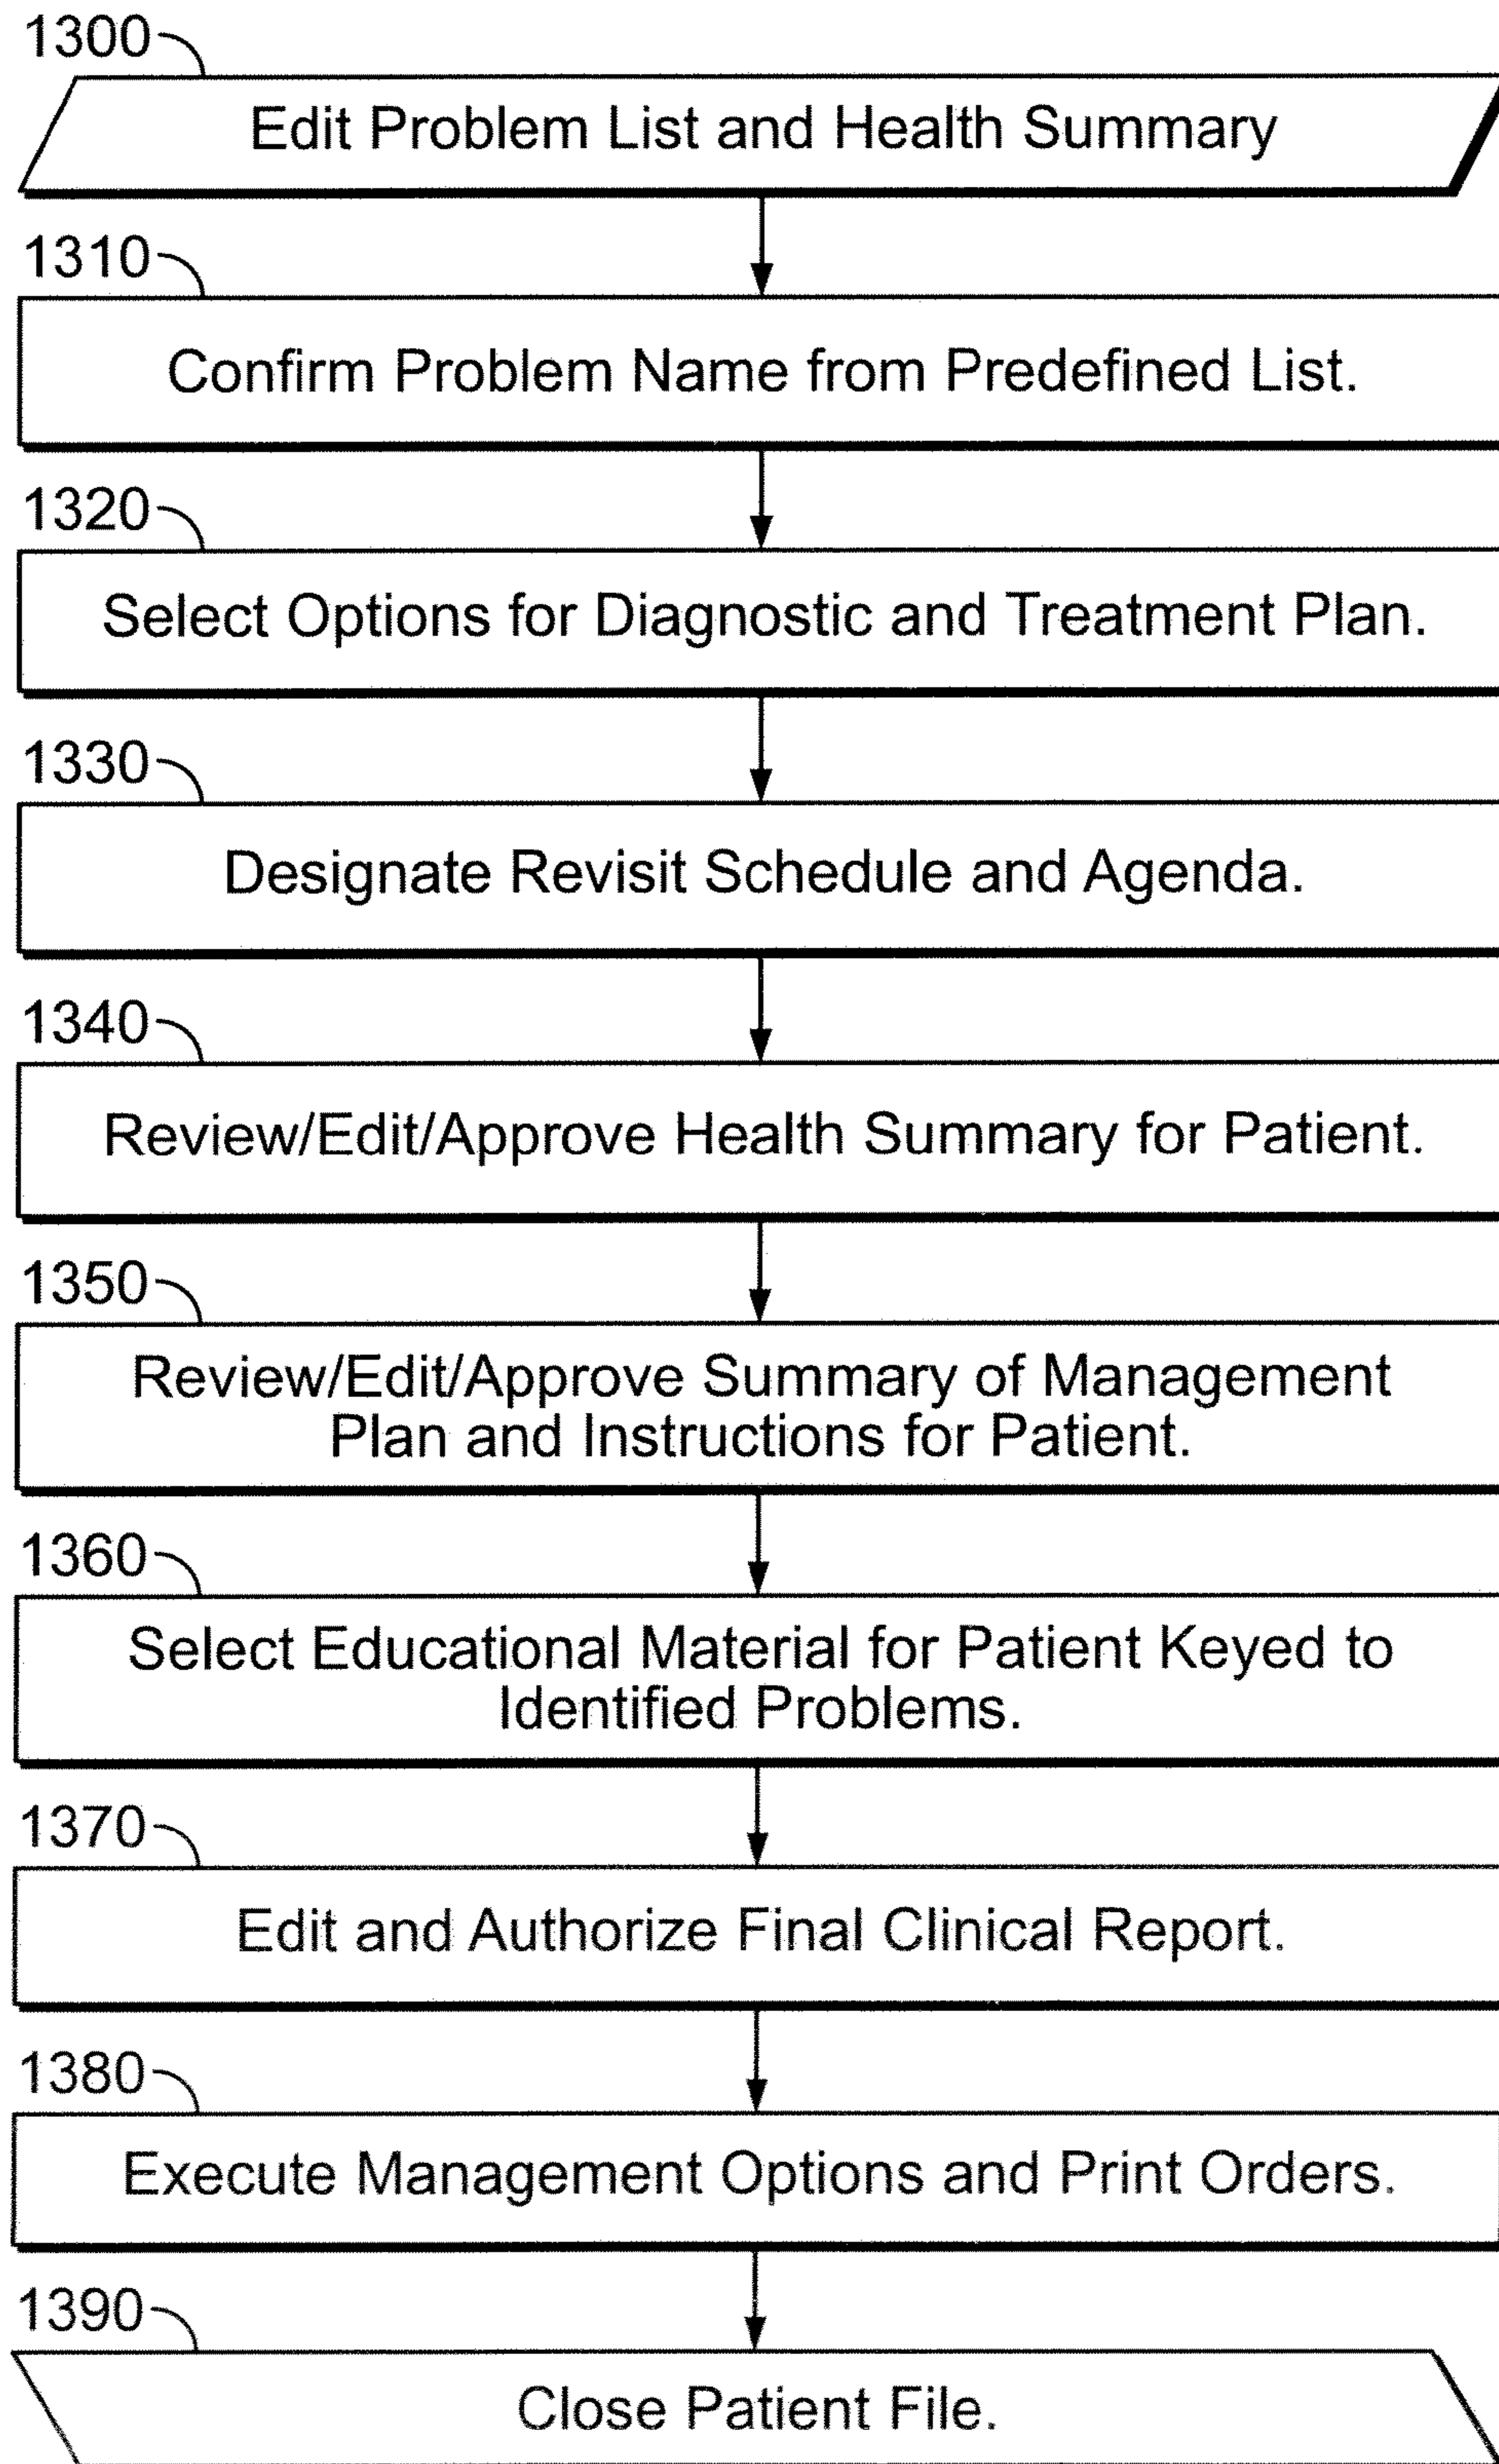 1300
Edit Problem List and Health Summary
1310
Confirm Problem Name from Predefined List.
1320
Select Options for Diagnostic and Treatment Plan.
1330
Designate Revisit Schedule and Agenda.
1340
Review/Edit/Approve Health Summary for Patient.
1350
Review/Edit/Approve Summary of Management
Plan and Instructions for Patient.
1360
Select Educational Material for Patient Keyed to
Identified Problems.
1370
Edit and Authorize Final Clinical Report.
1380
Execute Management Options and Print Orders.
1390
Close Patient File.